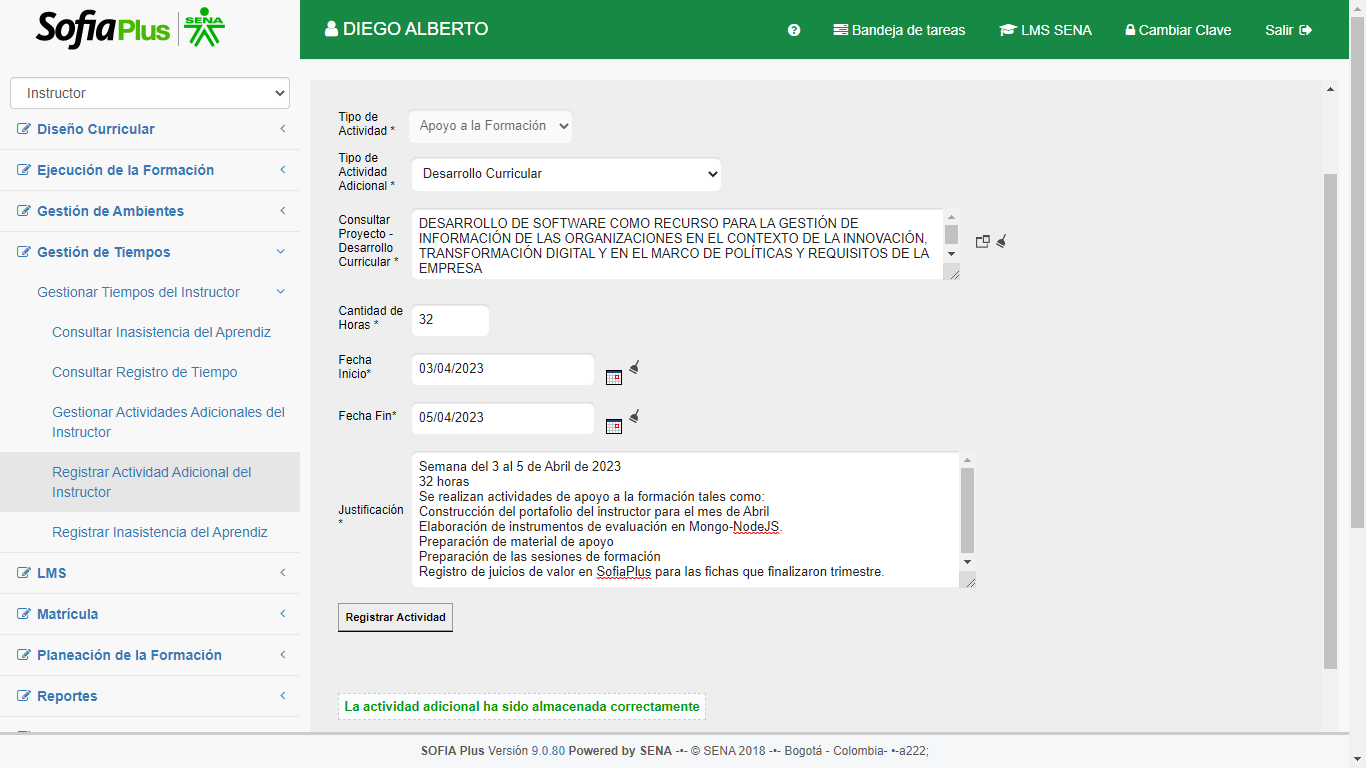 SofiaPlus
SENA
DIEGO ALBERTO
Bandeja de tareas
LMS SENA
Cambiar Clave
Salir
Instructor
Diseño Curricular
Ejecución de la Formación
Gestión de Ambientes
Gestión de Tiempos
Gestionar Tiempos del Instructor
Consultar Inasistencia del Aprendiz
Consultar Registro de Tiempo
Gestionar Actividades Adicionales del
Instructor
Registrar Actividad Adicional del
Instructor
Registrar Inasistencia del Aprendiz
LMS
Matrícula
Planeación de la Formación
Reportes
Tipo de
Actividad *
Apoyo a la Formación
Tipo de
Actividad
Adicional *
Desarrollo Curricular
Consultar
Proyecto -
Desarrollo
Curricular *
DESARROLLO DE SOFTWARE COMO RECURSO PARA LA GESTIÓN DE
INFORMACIÓN DE LAS ORGANIZACIONES EN EL CONTEXTO DE LA INNOVACIÓN,
TRANSFORMACIÓN DIGITAL Y EN EL MARCO DE POLÍTICAS Y REQUISITOS DE LA
EMPRESA
Cantidad de
Horas *
32
Fecha
Inicio*
03/04/2023
Fecha Fin*
05/04/2023
Justificación
*
Semana del 3 al 5 de Abril de 2023
32 horas
Se realizan actividades de apoyo a la formación tales como:
Construcción del portafolio del instructor para el mes de Abril
Elaboración de instrumentos de evaluación en Mongo-NodeJS.
Preparación de material de apoyo
Preparación de las sesiones de formación
Registro de juicios de valor en SofiaPlus para las fichas que finalizaron trimestre.
Registrar Actividad
La actividad adicional ha sido almacenada correctamente
SOFIA Plus Versión 9.0.80 Powered by SENA -•- © SENA 2018 -•- Bogotá - Colombia- •-a222;